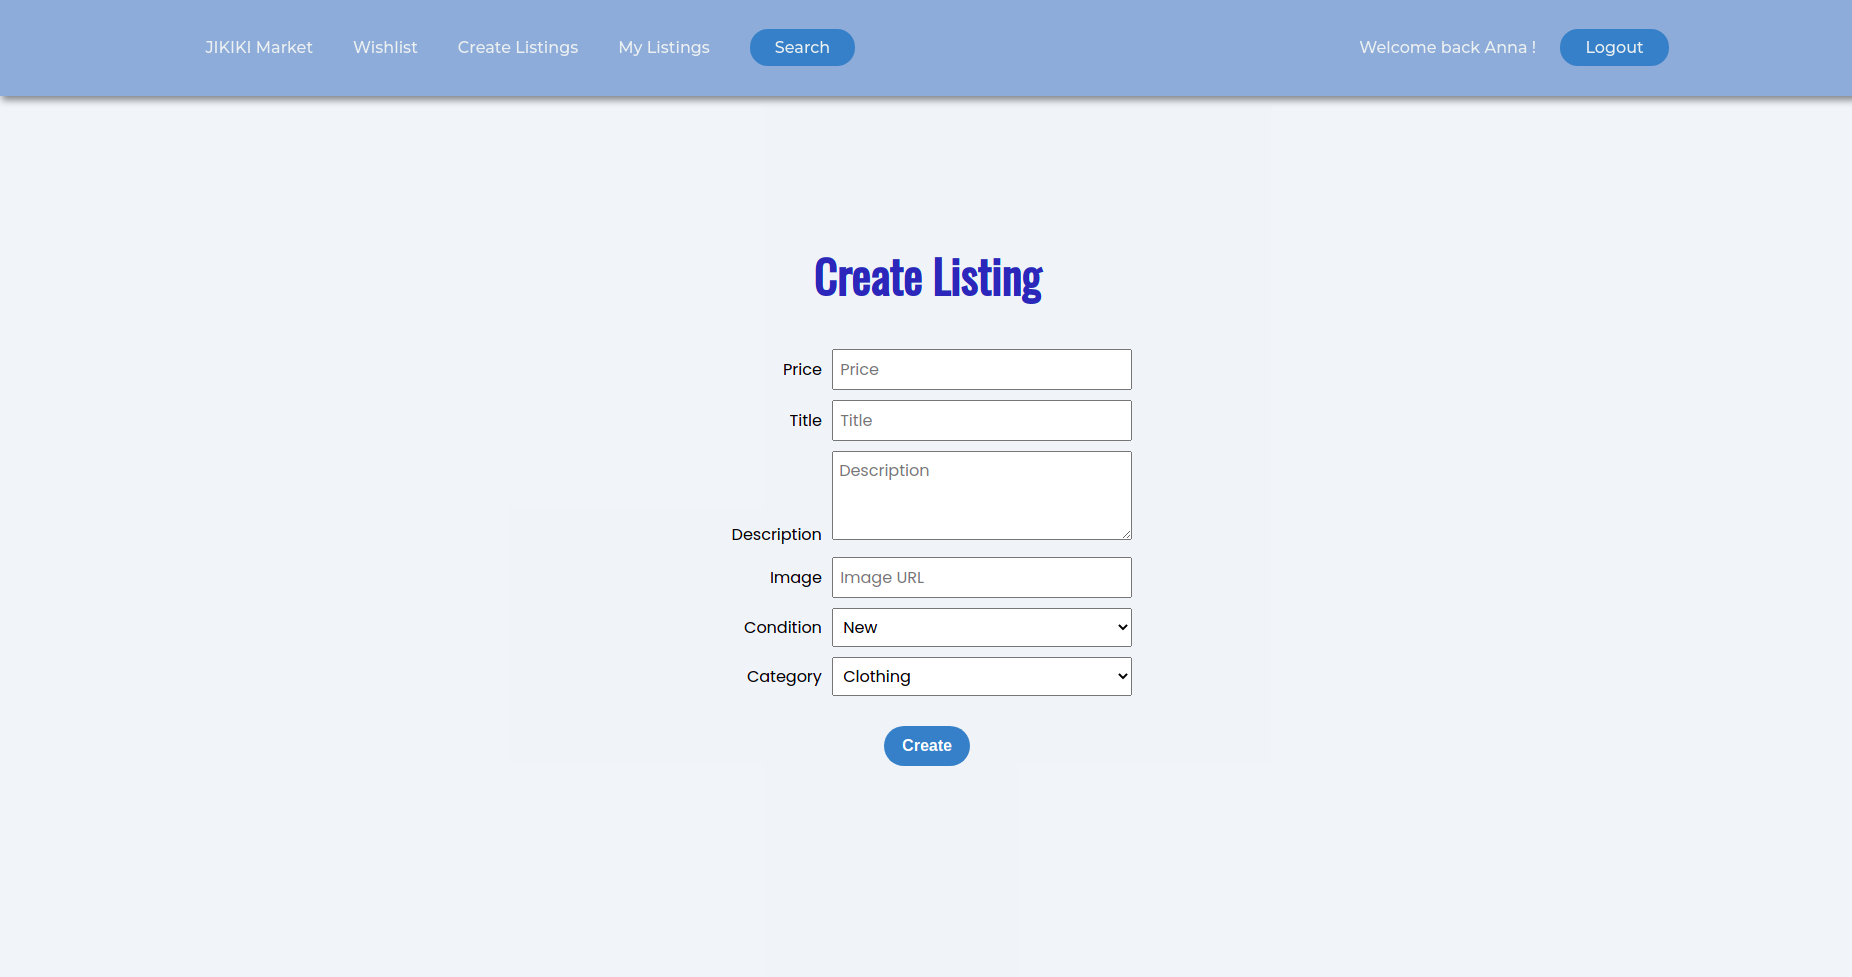 JIKIKI Market Wishlist Create Listings My Listings Search Welcome back Anna ! Logout
Create Listing
Price Price
Title Title
Description
Description
Image Image URL
Condition New
Category Clothing
Create